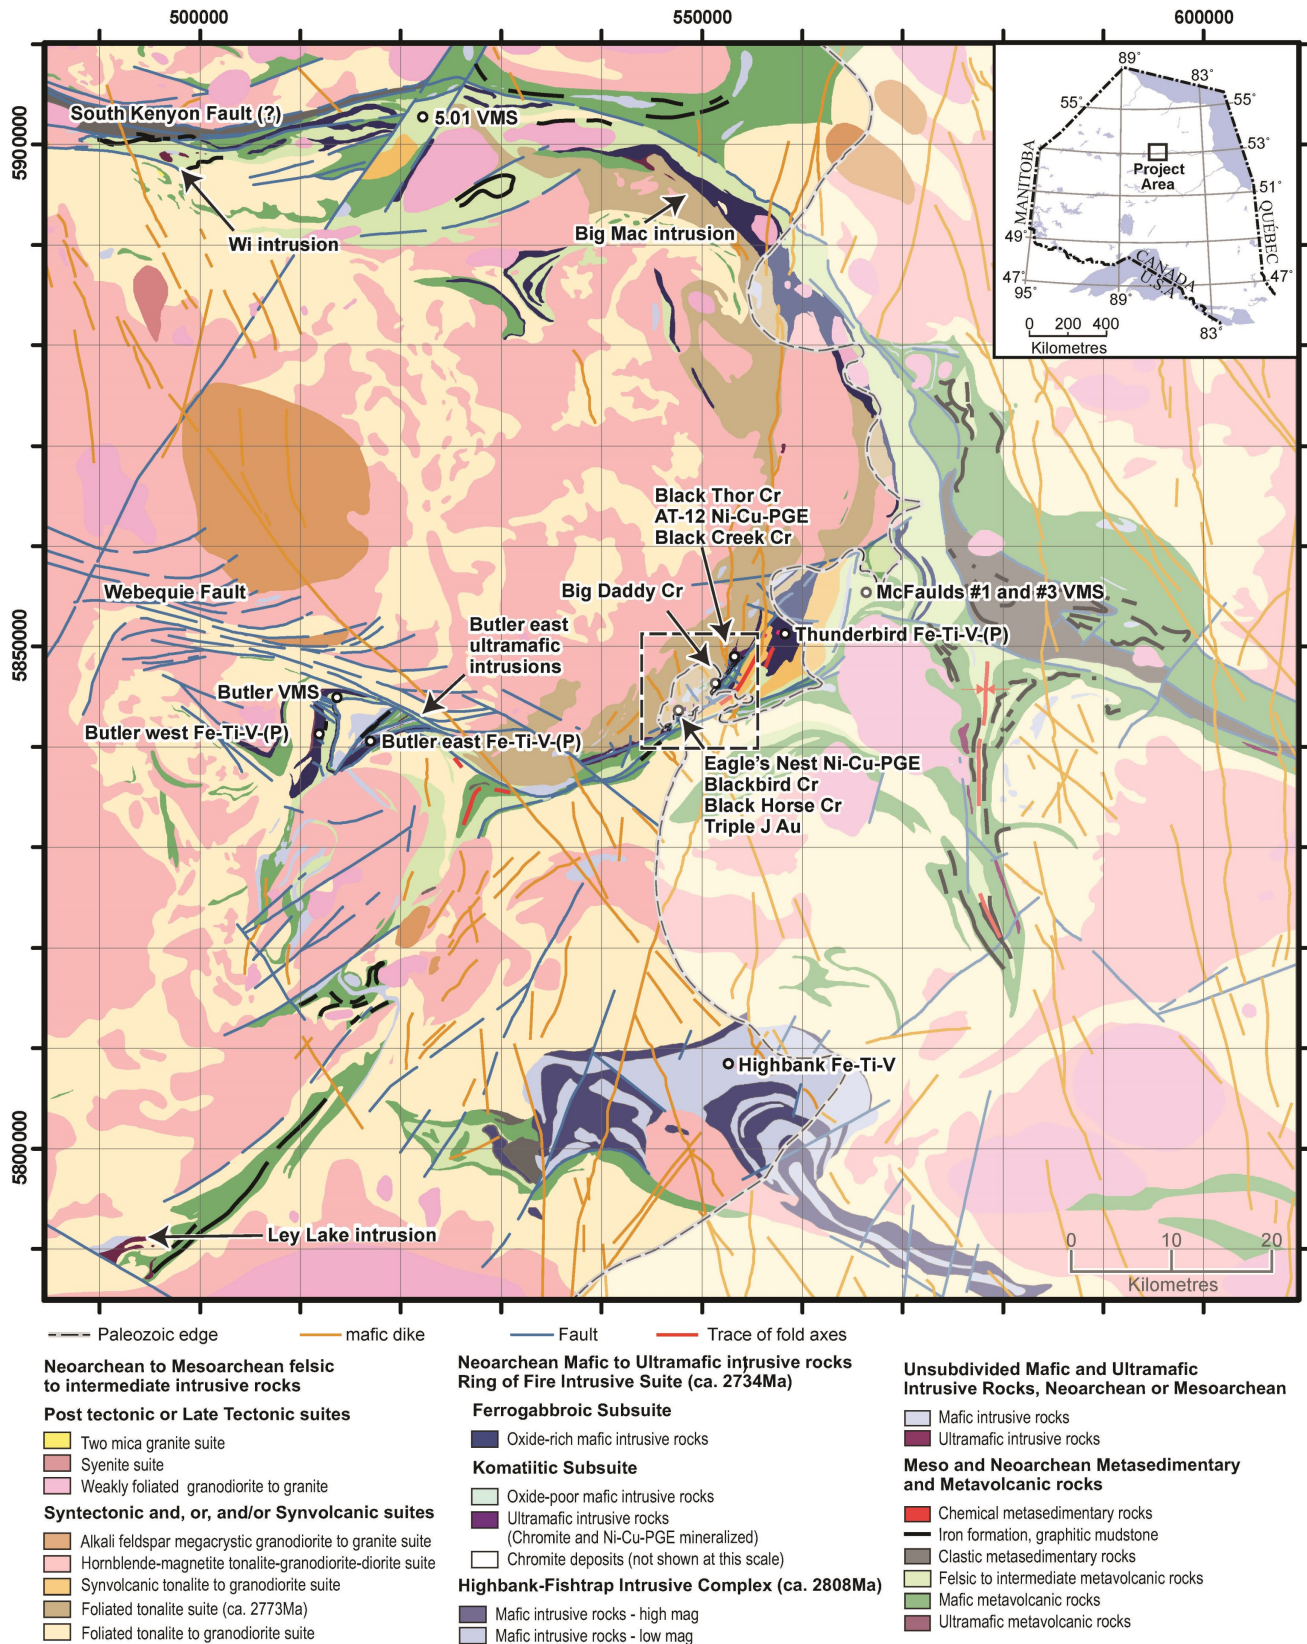 500000
550000
600000
5900000
5850000
5800000
South Kenyon Fault (?)
5.01 VMS
Wi intrusion
Big Mac intrusion
89°
83°
55°
55°
53°
Project
Area
51°
MANITOBA
QUÉBEC
49°
CANADA
U.S.A
47°
47°
95°
89°
83°
0 200 400
Kilometres
Black Thor Cr
AT-12 Ni-Cu-PGE
Black Creek Cr
Big Daddy Cr
McFaulds #1 and #3 VMS
Webequie Fault
Butler east
ultramafic
intrusions
Thunderbird Fe-Ti-V-(P)
Butler VMS
Butler west Fe-Ti-V-(P)
Butler east Fe-Ti-V-(P)
Eagle's Nest Ni-Cu-PGE
Blackbird Cr
Black Horse Cr
Triple J Au
Highbank Fe-Ti-V
Ley Lake intrusion
0 10 20
Kilometres
Paleozoic edge
mafic dike
Fault
Trace of fold axes
Neoarchean to Mesoarchean felsic
to intermediate intrusive rocks
Post tectonic or Late Tectonic suites
Two mica granite suite
Syenite suite
Weakly foliated granodiorite to granite
Syntectonic and, or, and/or Synvolcanic suites
Alkali feldspar megacrystic granodiorite to granite suite
Hornblende-magnetite tonalite-granodiorite-diorite suite
Synvolcanic tonalite to granodiorite suite
Foliated tonalite suite (ca. 2773Ma)
Foliated tonalite to granodiorite suite
Neoarchean Mafic to Ultramafic intrusive rocks
Ring of Fire Intrusive Suite (ca. 2734Ma)
Ferrogabbroic Subsuite
Oxide-rich mafic intrusive rocks
Komatiitic Subsuite
Oxide-poor mafic intrusive rocks
Ultramafic intrusive rocks
(Chromite and Ni-Cu-PGE mineralized)
Chromite deposits (not shown at this scale)
Highbank-Fishtrap Intrusive Complex (ca. 2808Ma)
Mafic intrusive rocks - high mag
Mafic intrusive rocks - low mag
Unsubdivided Mafic and Ultramafic
Intrusive Rocks, Neoarchean or Mesoarchean
Mafic intrusive rocks
Ultramafic intrusive rocks
Meso and Neoarchean Metasedimentary
and Metavolcanic rocks
Chemical metasedimentary rocks
Iron formation, graphitic mudstone
Clastic metasedimentary rocks
Felsic to intermediate metavolcanic rocks
Mafic metavolcanic rocks
Ultramafic metavolcanic rocks